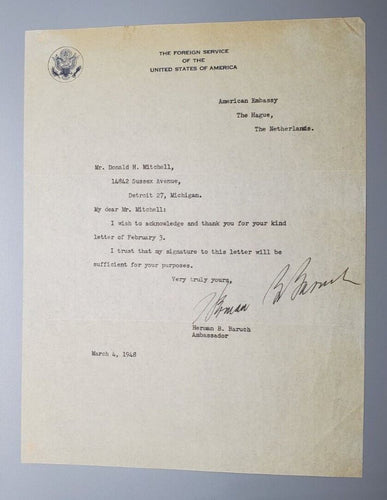 THE FOREIGN SERVICE
OF THE
UNITED STATES OF AMERICA
American Embassy
The Hague,
The Netherlands.
Mr. Donald H. Mitchell,
14842 Sussex Avenue,
Detroit 27, Michigan.
My dear Mr. Mitchell:
I wish to acknowledge and thank you for your kind
letter of February 3.
I trust that my signature to this letter will be
sufficient for your purposes.
Very truly yours,
Herman B. Baruch
Herman B. Baruch
Ambassador
March 4, 1948